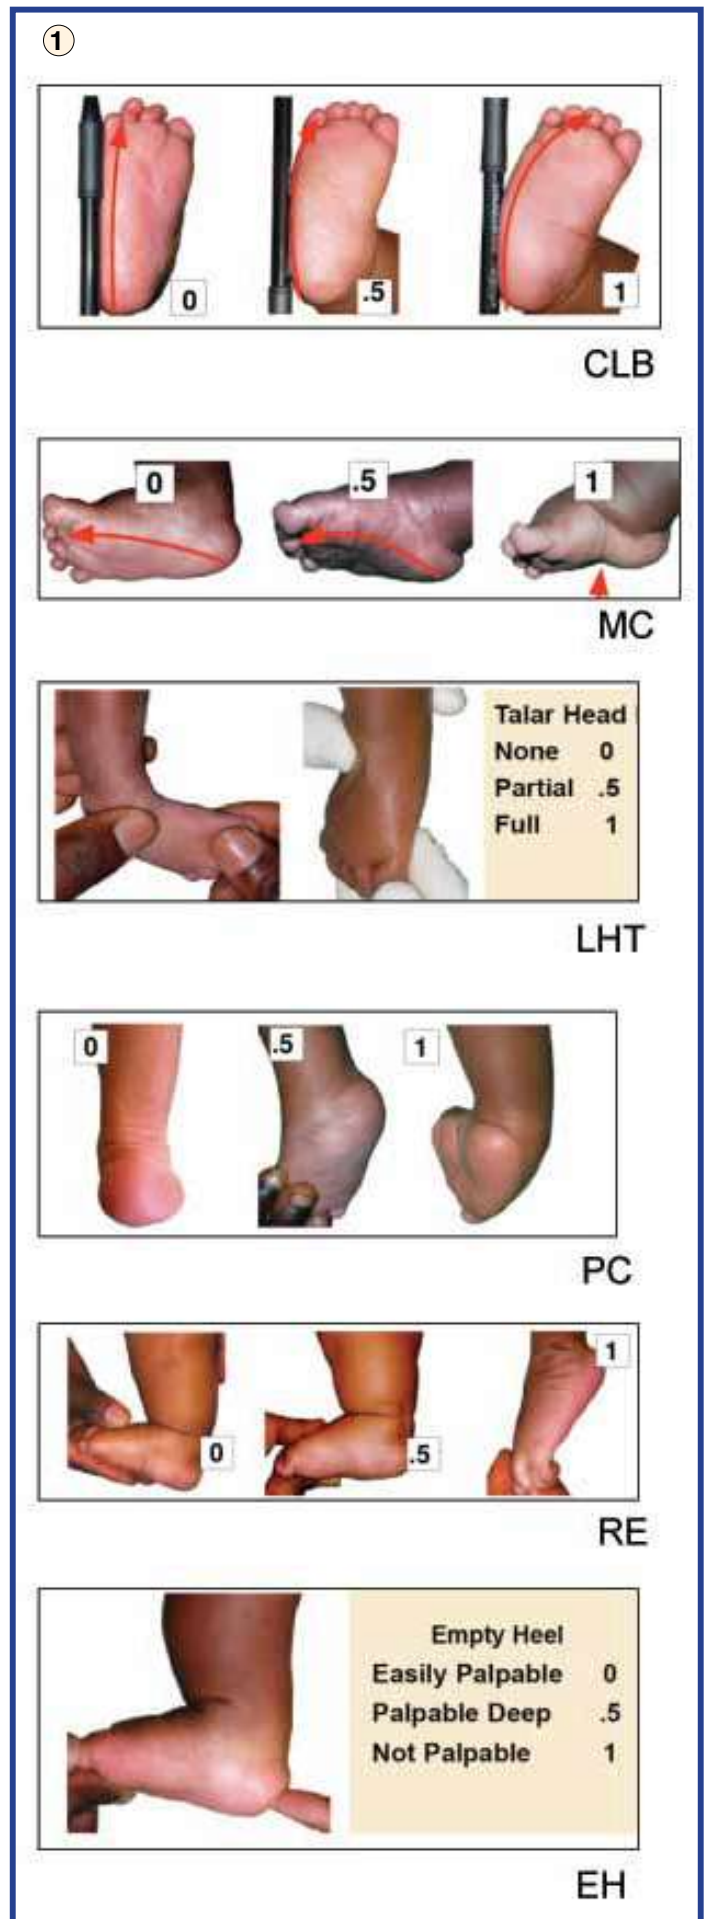 1
0 .5 1
CLB
0 .5 1
MC
Talar Head
None 0
Partial .5
Full 1
LHT
0 .5 1
PC
0 .5 1
RE
Empty Heel
Easily Palpable 0
Palpable Deep .5
Not Palpable 1
EH